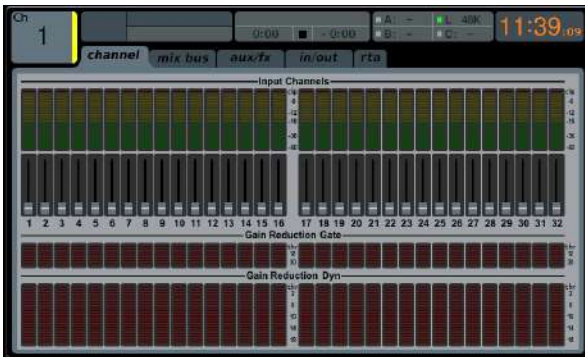 Ch
1
0:00 - 0:00
A: - L 48K
B: - C: -
11:39:09
channel mix bus aux/fx in/out rta
Input Channels
1 2 3 4 5 6 7 8 9 10 11 12 13 14 15 16 17 18 19 20 21 22 23 24 25 26 27 28 29 30 31 32
Gain Reduction Gate
Gain Reduction Dyn